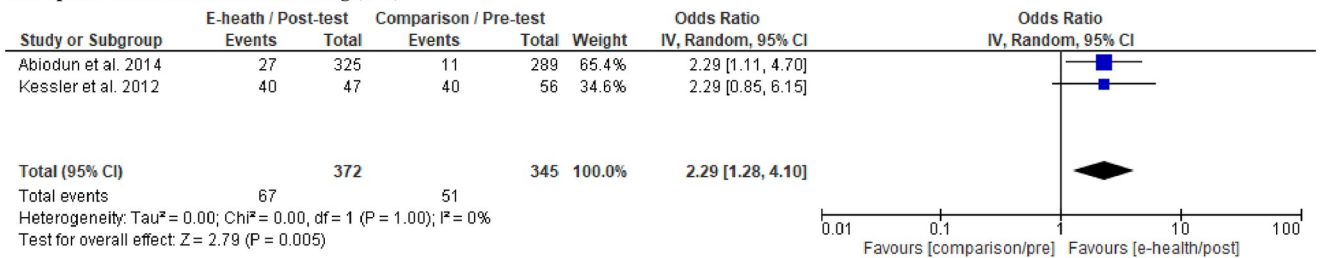 E-heath / Post-test Comparison / Pre-test Odds Ratio Odds Ratio
Study or Subgroup Events Total Events Total Weight IV, Random, 95% CI IV, Random, 95% CI
Abiodun et al. 2014 27 325 11 289 65.4% 2.29 [1.11, 4.70]
Kessler et al. 2012 40 47 40 56 34.6% 2.29 [0.85, 6.15]
Total (95% CI) 372 345 100.0% 2.29 [1.28, 4.10]
Total events 67 51
Heterogeneity: Tau² = 0.00; Chi² = 0.00, df = 1 (P = 1.00); I² = 0%
Test for overall effect: Z = 2.79 (P = 0.005)
0.01 0.1 1 10 100
Favours [comparison/pre] Favours [e-health/post]